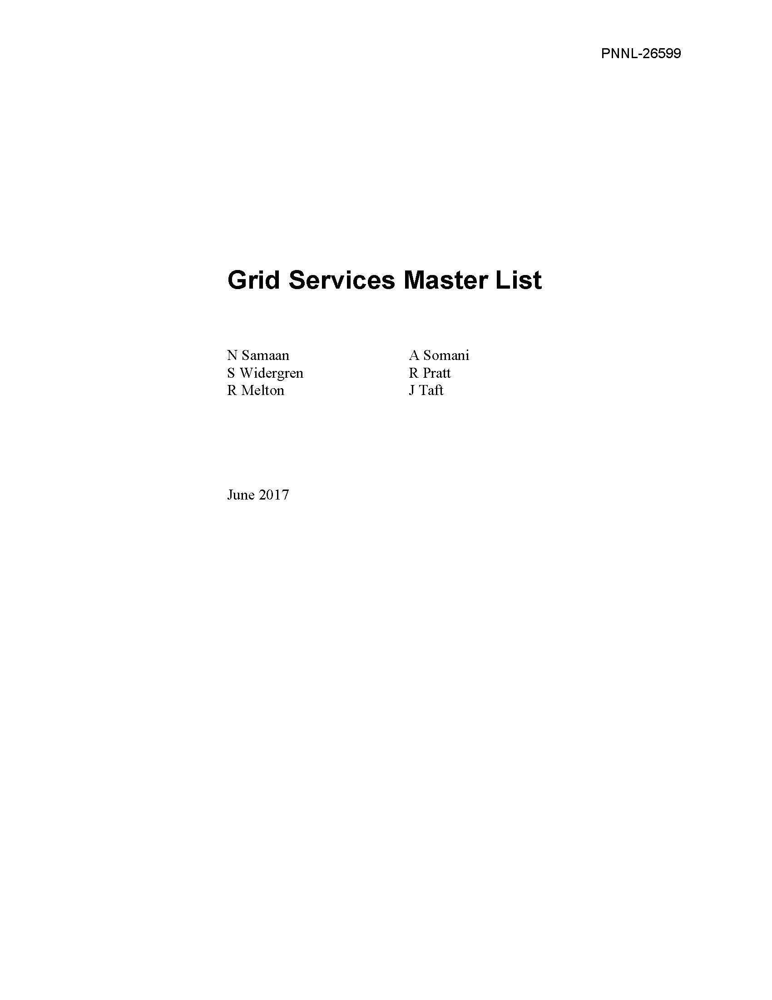 PNNL-26599
Grid Services Master List
N Samaan A Somani
S Widergren R Pratt
R Melton J Taft
June 2017